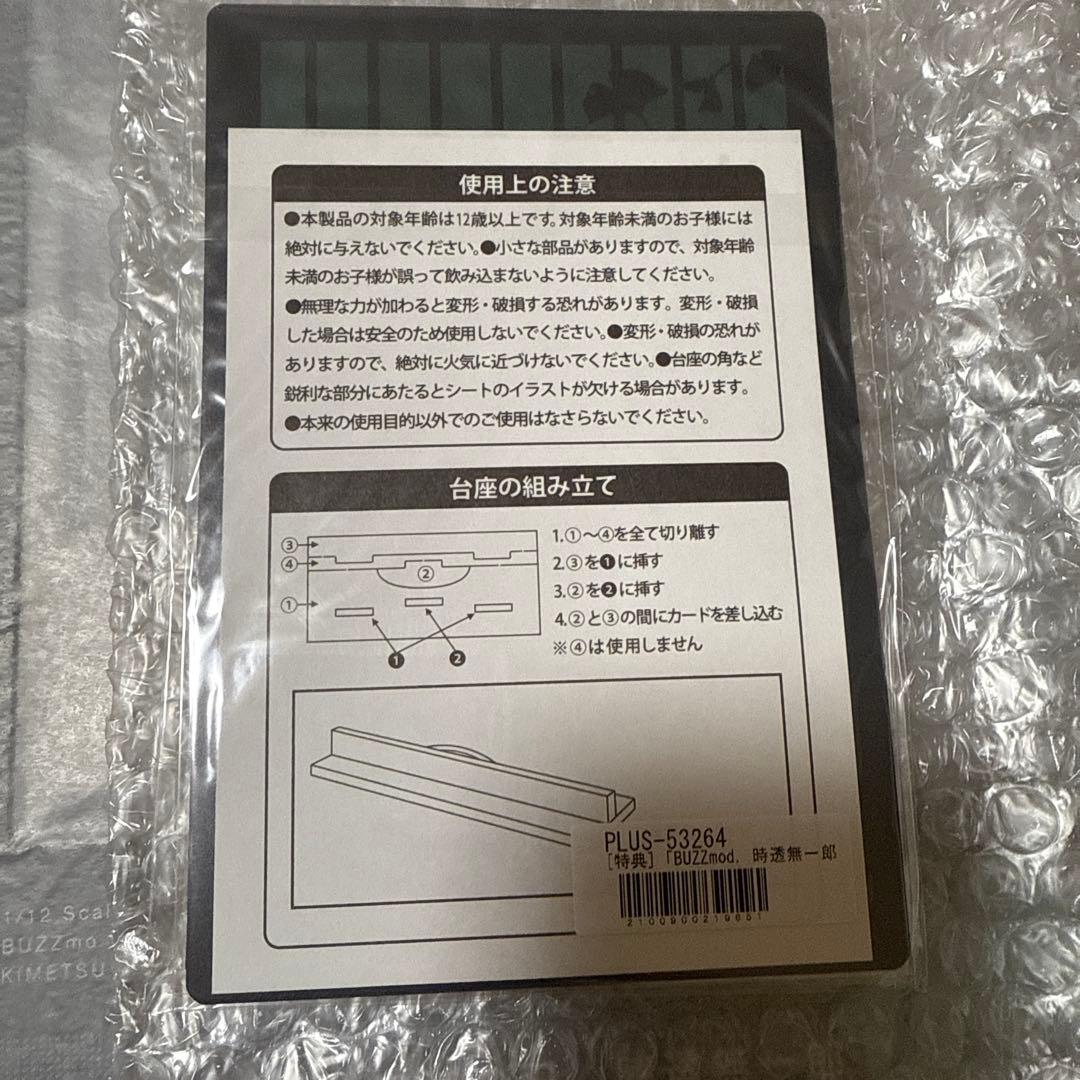 使用上の注意
●本製品の対象年齢は12歳以上です。対象年齢未満のお子様には
絶対に与えないでください。●小さな部品がありますので、対象年齢
未満のお子様が誤って飲み込まないように注意してください。
●無理な力が加わると変形・破損する恐れがあります。変形・破損
した場合は安全のため使用しないでください。●変形・破損の恐れが
ありますので、絶対に火気に近づけないでください。●台座の角など
鋭利な部分にあたるとシートのイラストが欠ける場合があります。
●本来の使用目的以外でのご使用はなさらないでください。
台座の組み立て
③
④
②
①
❶
❷
1.①〜④を全て切り離す
2.③を❶に挿す
3.②を❷に挿す
4.②と③の間にカードを差し込む
※④は使用しません
PLUS-53264
[特典]「BUZZmod. 時透無一郎
2100900219651
1/12 Scal
BUZZmo
KIMETSU